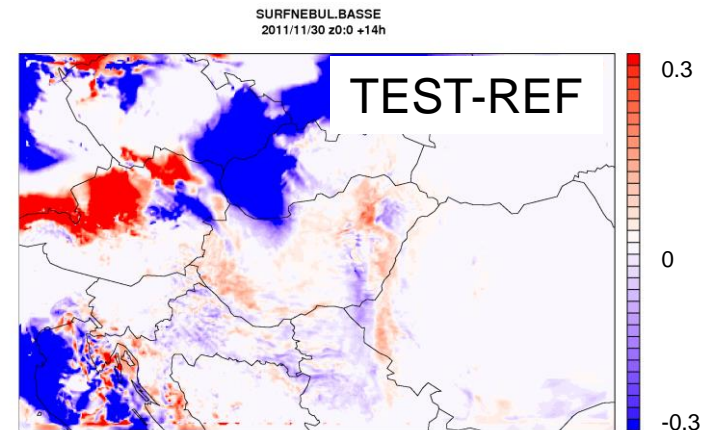 SURFNEBUL.BASSE
2011/11/30 z0:0 +14h
TEST-REF
0.3
0
-0.3